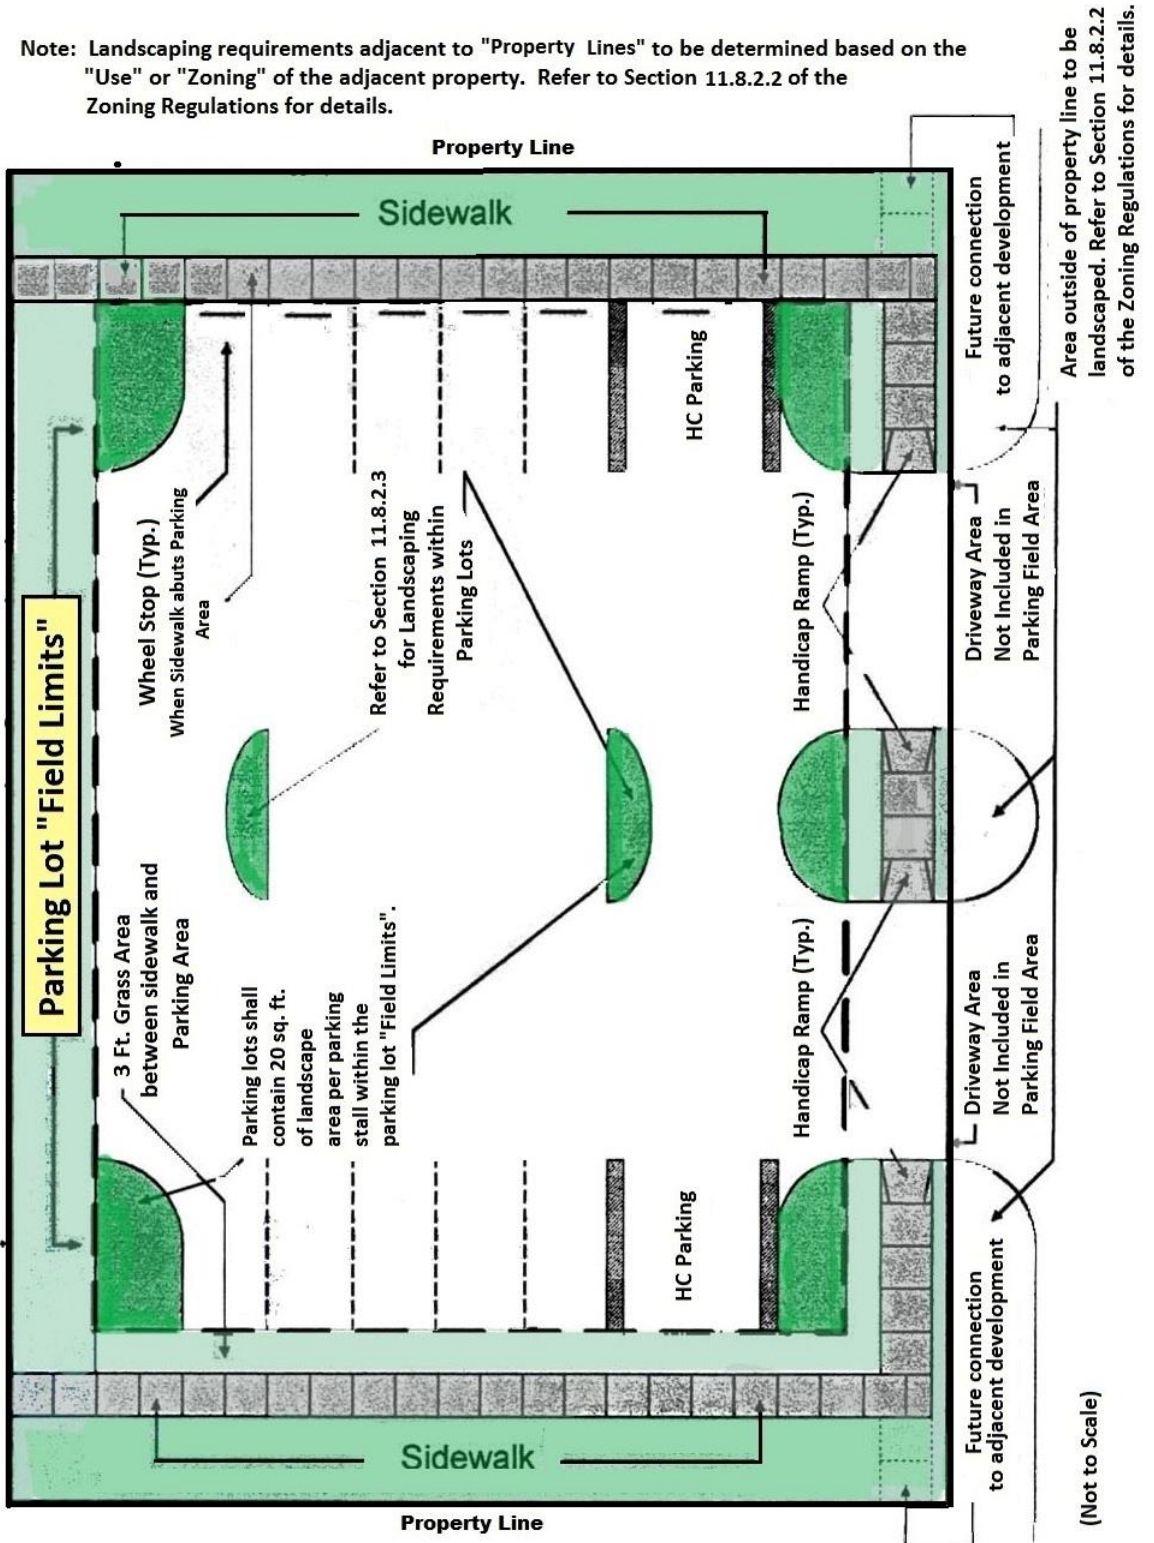 Note: Landscaping requirements adjacent to "Property Lines" to be determined based on the
"Use" or "Zoning" of the adjacent property. Refer to Section 11.8.2.2 of the
Zoning Regulations for details.
Property Line
Sidewalk
Parking Lot "Field Limits"
Wheel Stop (Typ.)
When Sidewalk abuts Parking
Area
Refer to Section 11.8.2.3
for Landscaping
Requirements within
Parking Lots
HC Parking
Handicap Ramp (Typ.)
Future connection
to adjacent development
Area outside of property line to be
landscaped. Refer to Section 11.8.2.2
of the Zoning Regulations for details.
Driveway Area
Not Included in
Parking Field Area
3 Ft. Grass Area
between sidewalk and
Parking Area
Parking lots shall
contain 20 sq. ft.
of landscape
area per parking
stall within the
parking lot "Field Limits".
HC Parking
Handicap Ramp (Typ.)
Driveway Area
Not Included in
Parking Field Area
Future connection
to adjacent development
(Not to Scale)
Sidewalk
Property Line